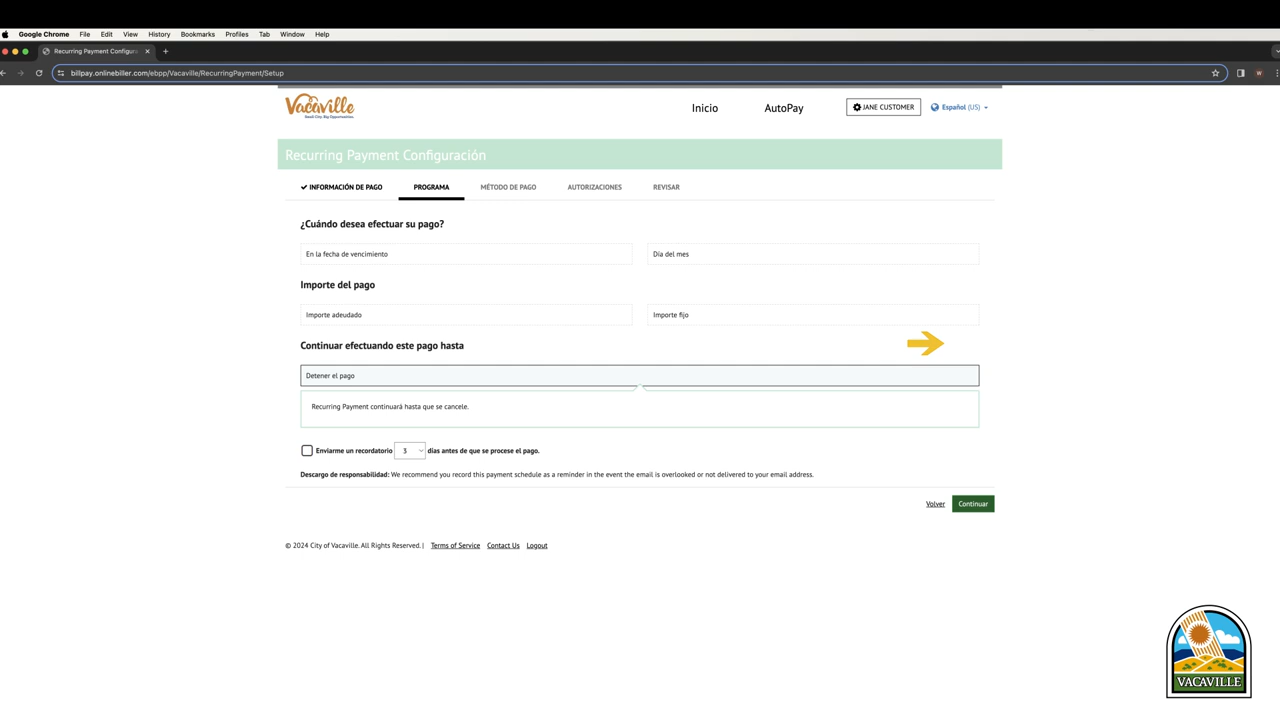 Google Chrome File Edit View History Bookmarks Profiles Tab Window Help
Recurring Payment Configura
billpay.onlinebiller.com/ebpp/Vacaville/RecurringPayment/Setup
W
Vacaville
Small City, Big Opportunities.
Inicio
AutoPay
JANE CUSTOMER
Español (US)
Recurring Payment Configuración
INFORMACIÓN DE PAGO
PROGRAMA
MÉTODO DE PAGO
AUTORIZACIONES
REVISAR
¿Cuándo desea efectuar su pago?
En la fecha de vencimiento
Día del mes
Importe del pago
Importe adeudado
Importe fijo
Continuar efectuando este pago hasta
Detener el pago
Recurring Payment continuará hasta que se cancele.
Enviarme un recordatorio 3 días antes de que se procese el pago.
Descargo de responsabilidad: We recommend you record this payment schedule as a reminder in the event the email is overlooked or not delivered to your email address.
Volver
Continuar
© 2024 City of Vacaville. All Rights Reserved. | Terms of Service Contact Us Logout
VACAVILLE